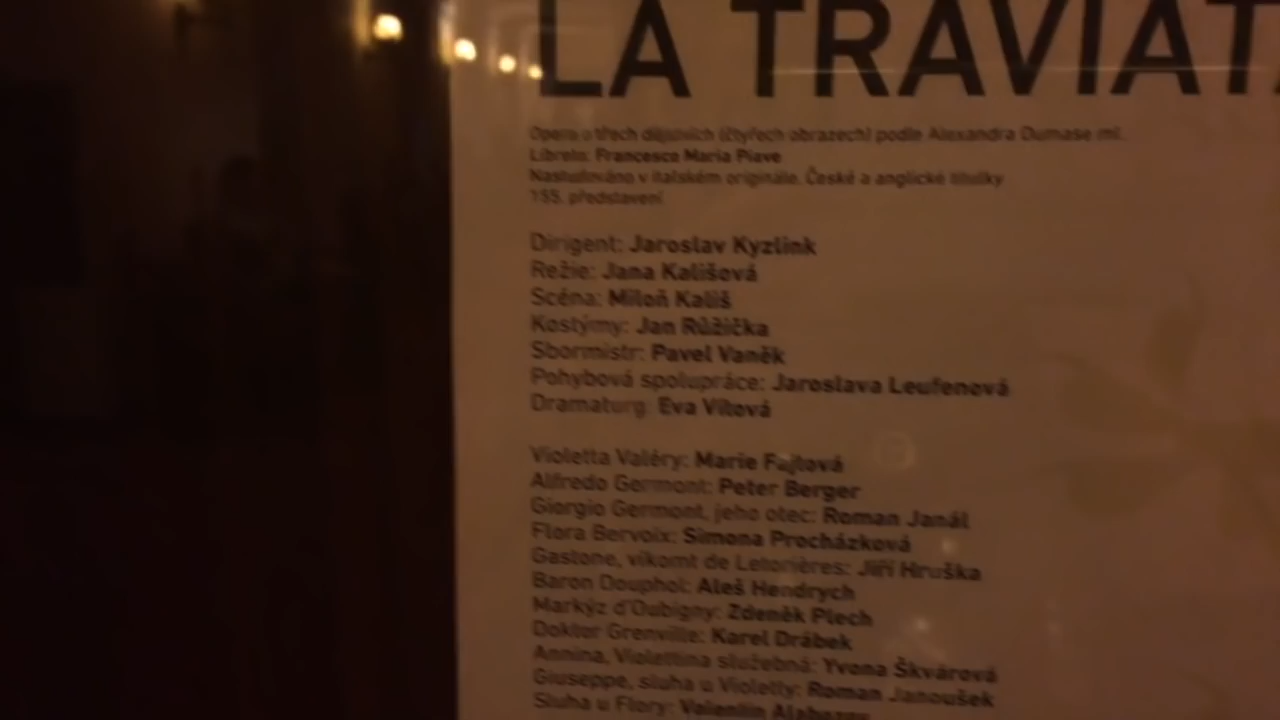 LA TRAVIAT
Opera o třech dějstvích (čtyřech obrazech) podle Alexandra Dumase ml.
Libreto: Francesco Maria Piave
Nastudováno v italském originále, České a anglické titulky
155. představení
Dirigent: Jaroslav Kyzlink
Režie: Jana Kališová
Scéna: Miloň Kališ
Kostýmy: Jan Růžička
Sbormistr: Pavel Vaněk
Pohybová spolupráce: Jaroslava Leufenová
Dramaturg: Eva Vítová
Violetta Valéry: Marie Fajtová
Alfredo Germont: Peter Berger
Giorgio Germont, jeho otec: Roman Janál
Flora Bervoix: Simona Procházková
Gastone, vikomt de Letorières: Jiří Hruška
Baron Douphol: Aleš Hendrych
Markýz d'Oubigny: Zdeněk Plech
Doktor Grenville: Karel Drábek
Annina, Violettina služebná: Yvona Škvárová
Giuseppe, sluha u Violetty: Roman Janoušek
Sluha u Flory: Valentin